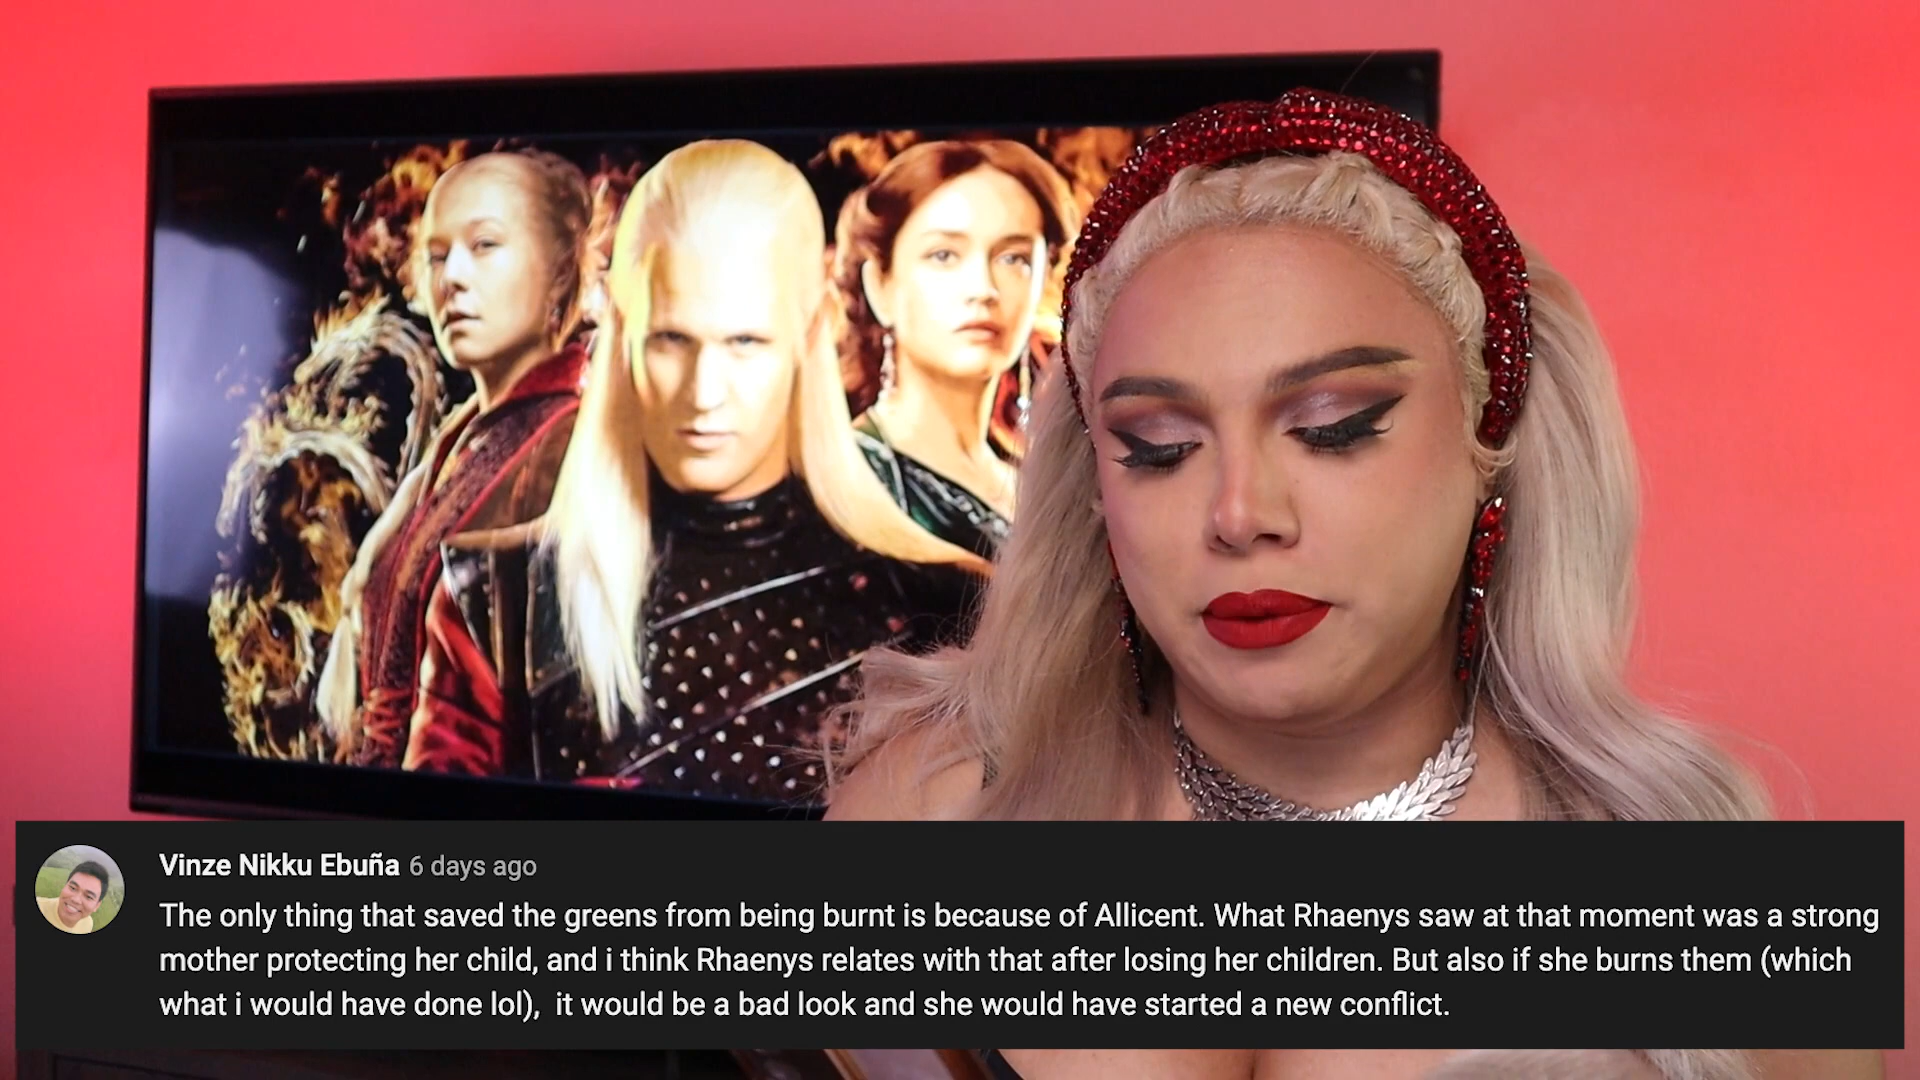 Vinze Nikku Ebuña 6 days ago
The only thing that saved the greens from being burnt is because of Allicent. What Rhaenys saw at that moment was a strong
mother protecting her child, and i think Rhaenys relates with that after losing her children. But also if she burns them (which
what i would have done lol),  it would be a bad look and she would have started a new conflict.